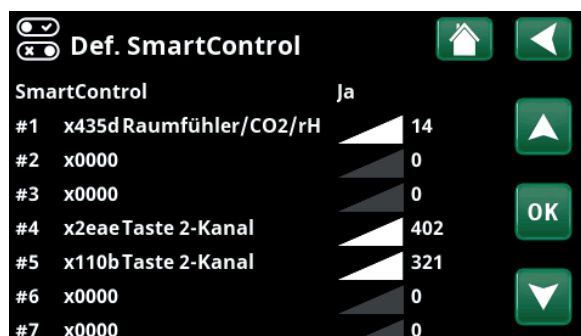 Def. SmartControl
SmartControl Ja
#1 x435d Raumfühler/CO2/rH 14
#2 x0000 0
#3 x0000 0
#4 x2eae Taste 2-Kanal 402
#5 x110b Taste 2-Kanal 321
#6 x0000 0
#7 x0000 0
OK